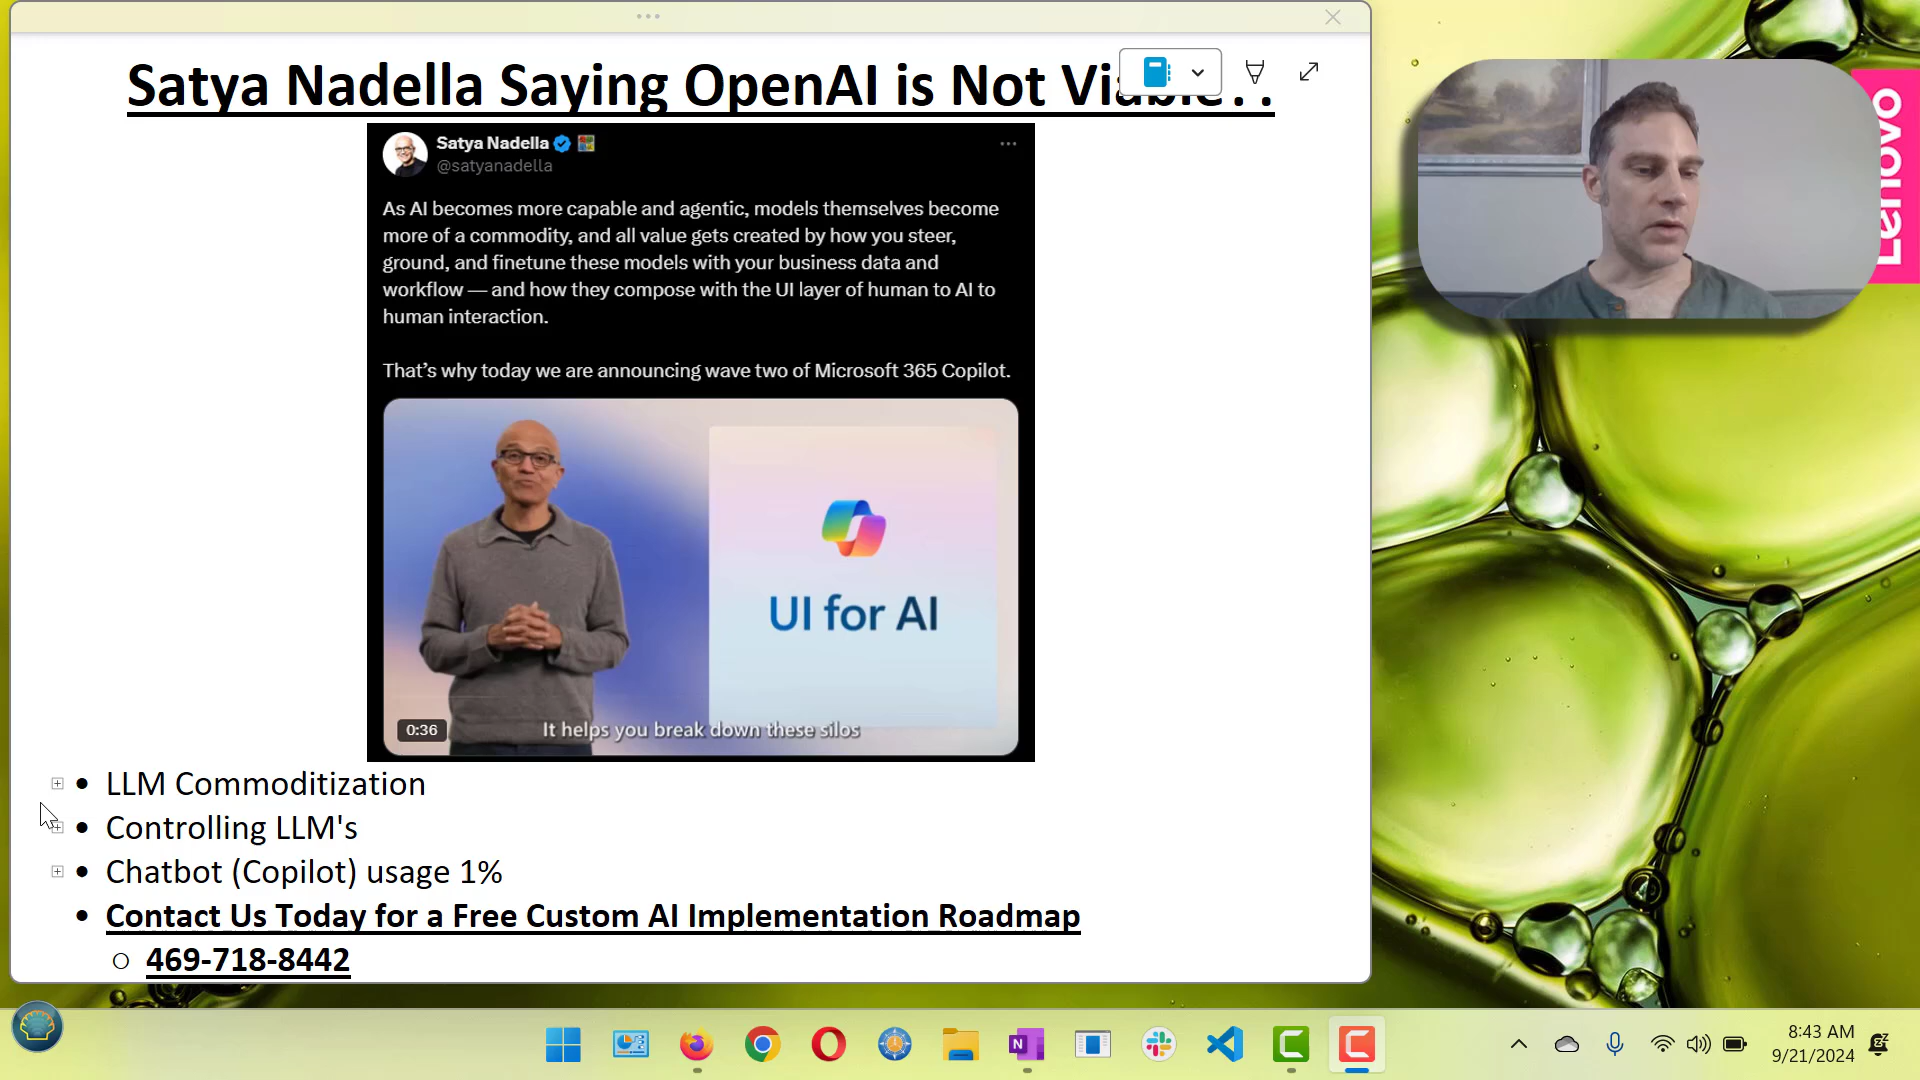 Satya Nadella Saying OpenAI is Not Viable??
Satya Nadella
@satyanadella
As AI becomes more capable and agentic, models themselves become
more of a commodity, and all value gets created by how you steer,
ground, and finetune these models with your business data and
workflow — and how they compose with the UI layer of human to AI to
human interaction.
That's why today we are announcing wave two of Microsoft 365 Copilot.
UI for AI
0:36
It helps you break down these silos
• LLM Commoditization
• Controlling LLM's
• Chatbot (Copilot) usage 1%
• Contact Us Today for a Free Custom AI Implementation Roadmap
○ 469-718-8442
Lenovo
N
8:43 AM
9/21/2024